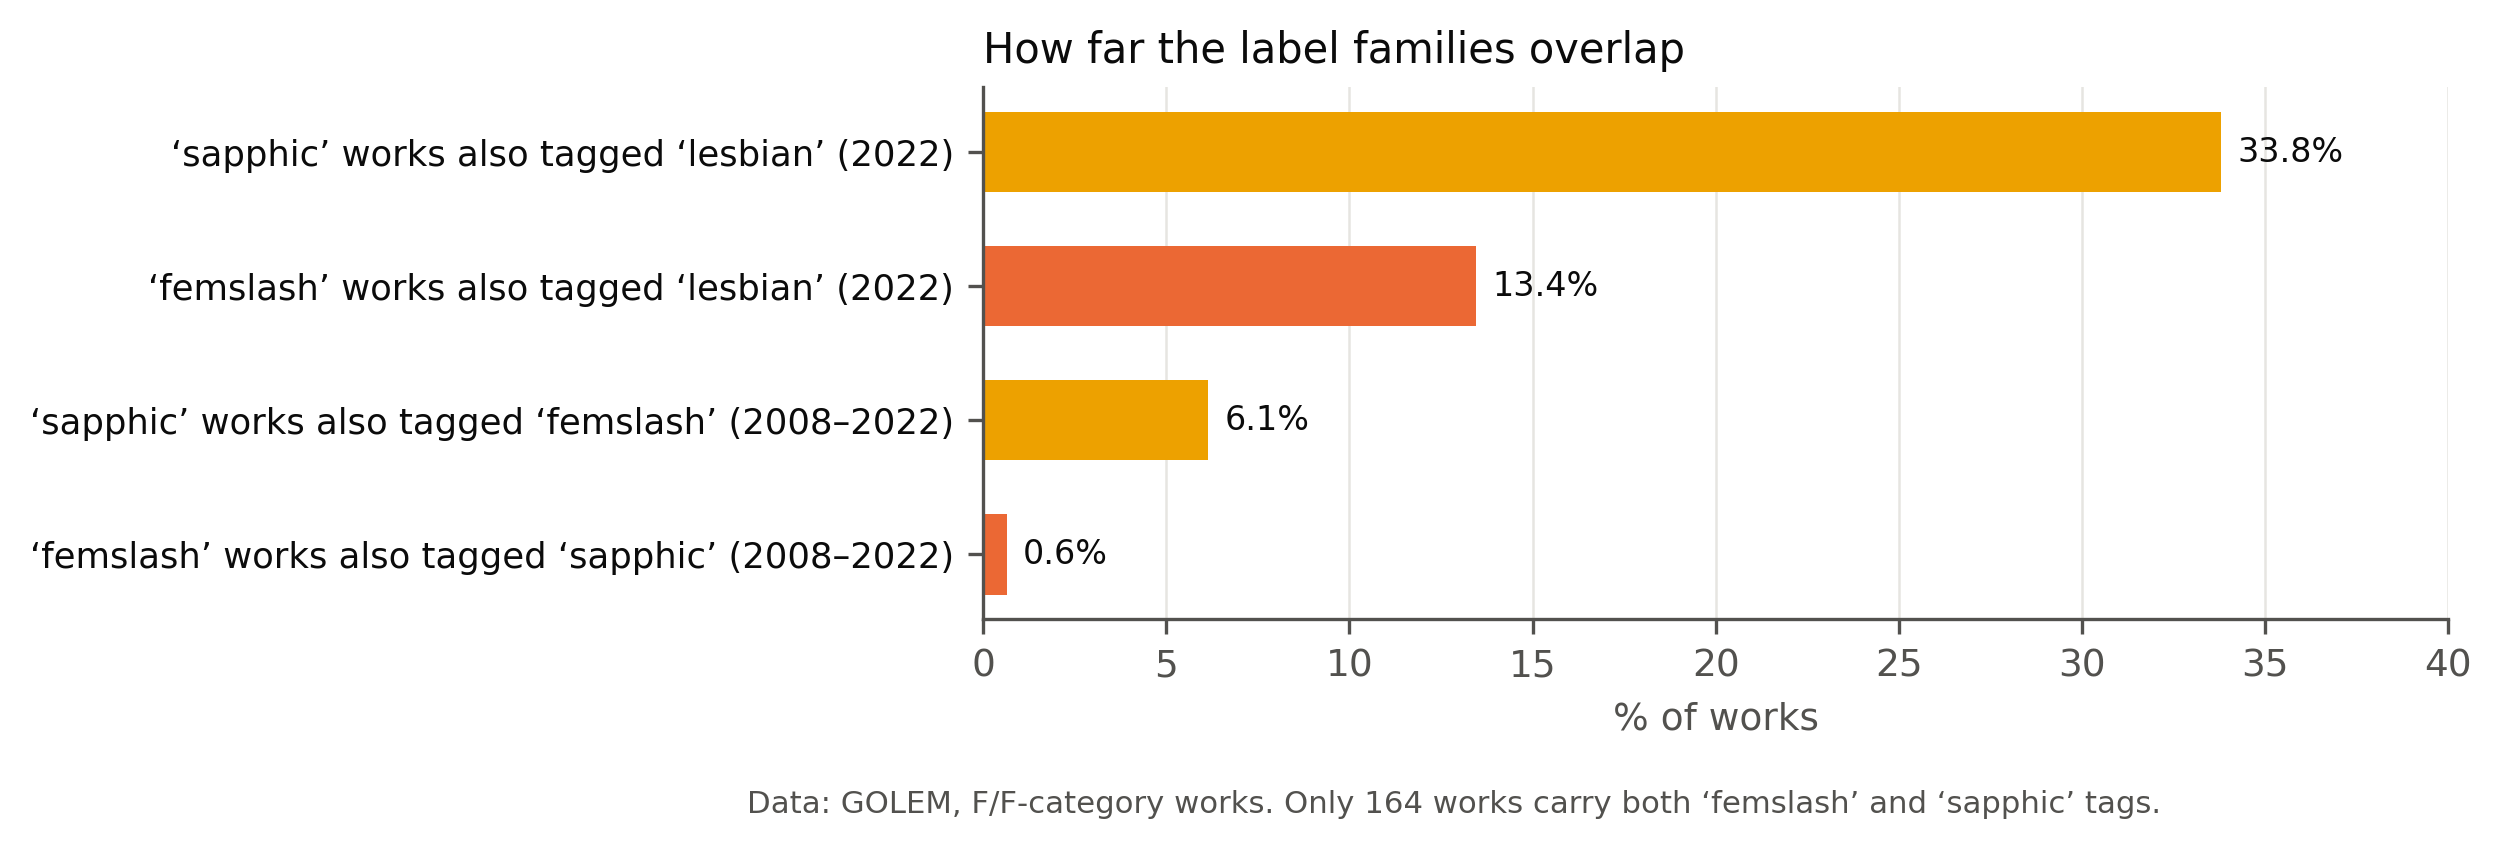 How far the label families overlap
‘sapphic’ works also tagged ‘lesbian’ (2022)
33.8%
‘femslash’ works also tagged ‘lesbian’ (2022)
13.4%
‘sapphic’ works also tagged ‘femslash’ (2008–2022)
6.1%
‘femslash’ works also tagged ‘sapphic’ (2008–2022)
0.6%
0 5 10 15 20 25 30 35 40
% of works
Data: GOLEM, F/F-category works. Only 164 works carry both ‘femslash’ and ‘sapphic’ tags.